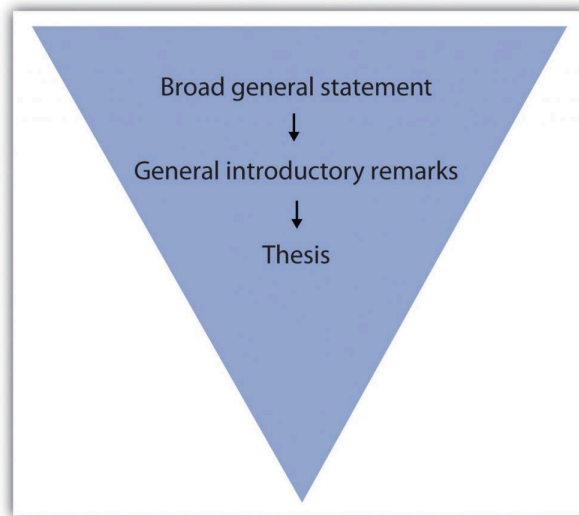 Broad general statement
General introductory remarks
Thesis